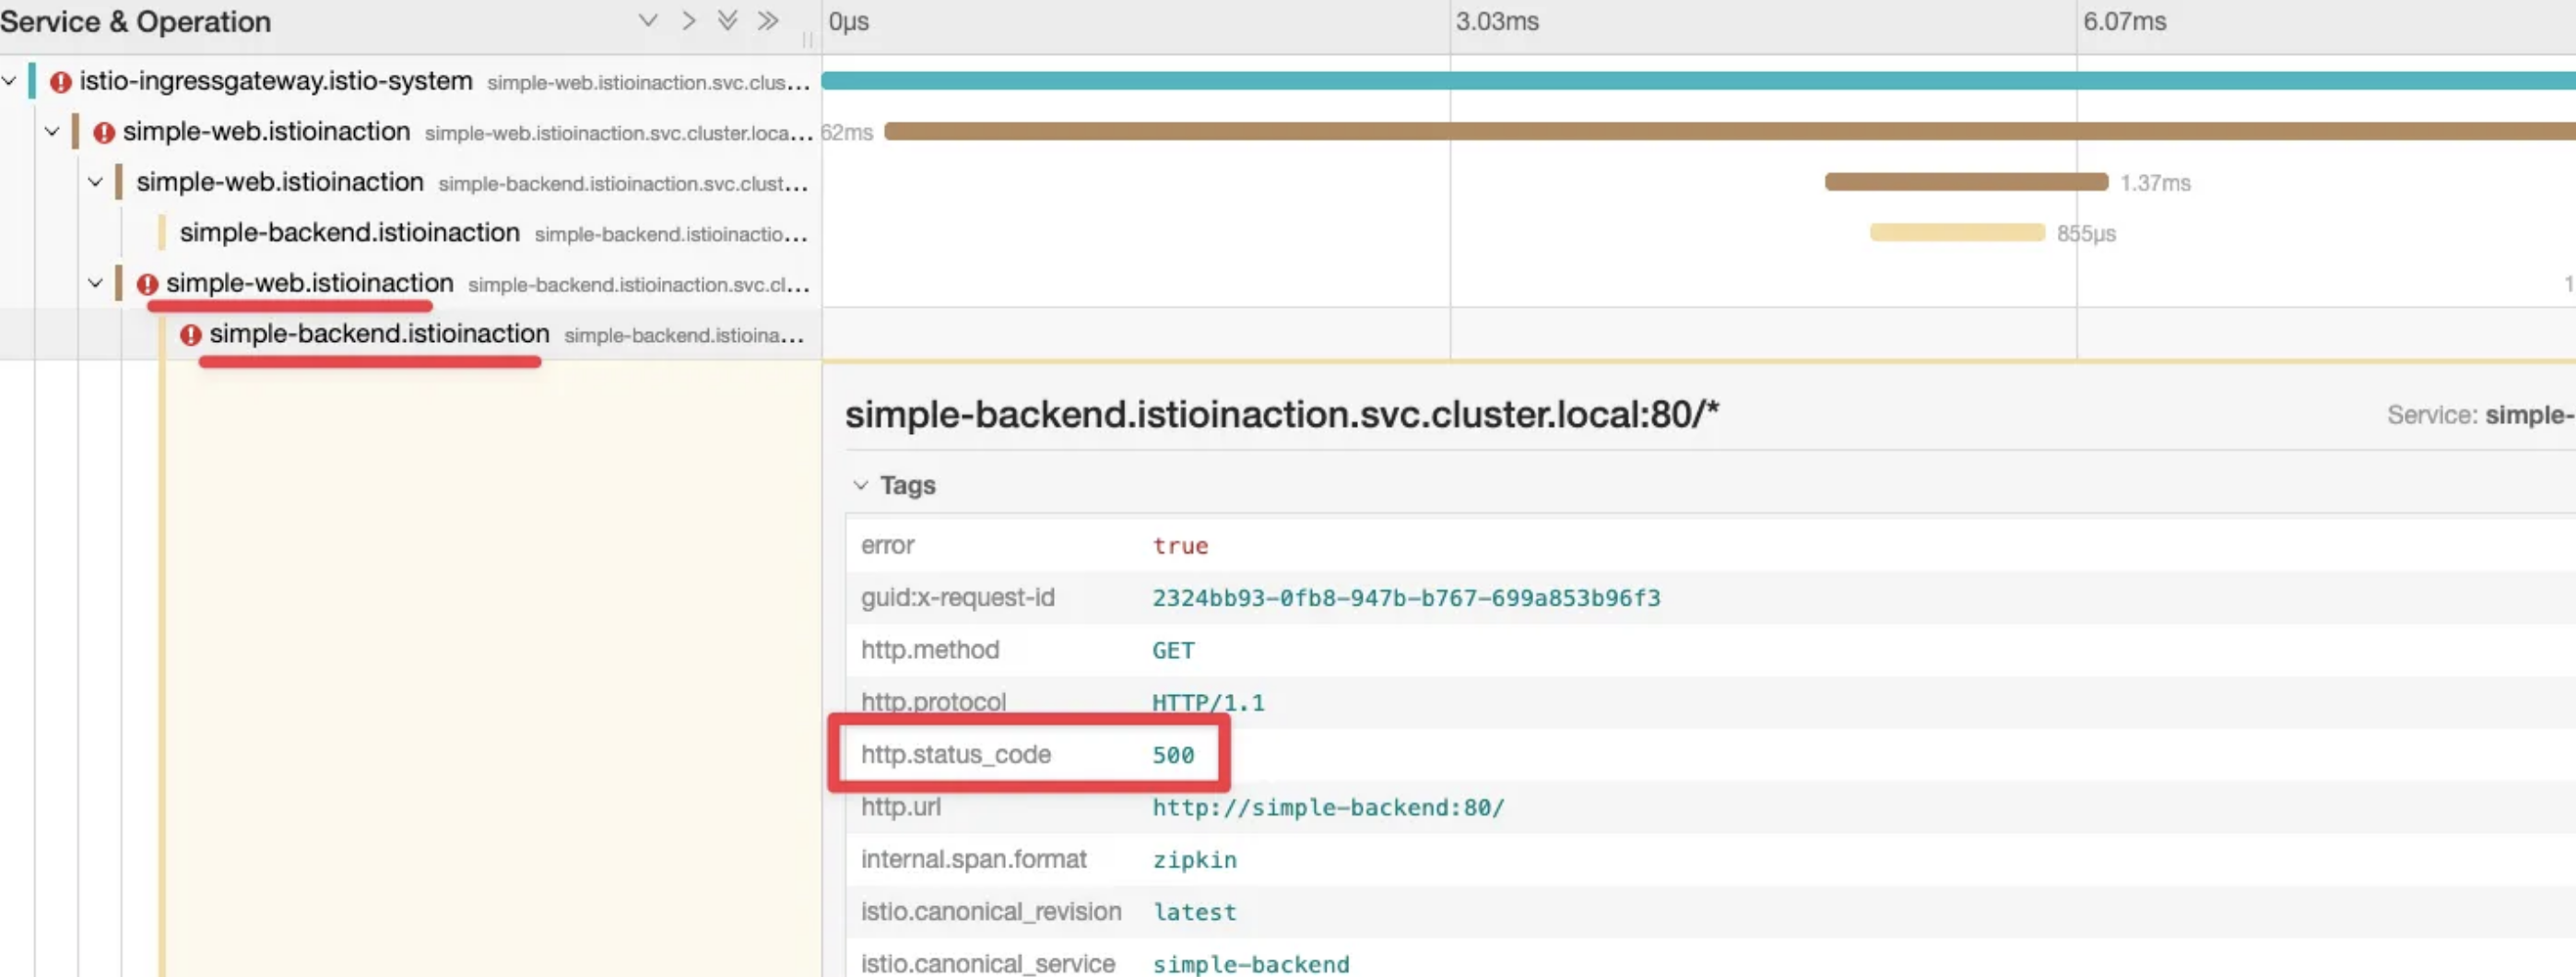 Service & Operation 0μs 3.03ms 6.07ms
istio-ingressgateway.istio-system simple-web.istioinaction.svc.clus...
simple-web.istioinaction simple-web.istioinaction.svc.cluster.loca... 62ms
simple-web.istioinaction simple-backend.istioinaction.svc.clust... 1.37ms
simple-backend.istioinaction simple-backend.istioinactio... 855μs
simple-web.istioinaction simple-backend.istioinaction.svc.cl... 1
simple-backend.istioinaction simple-backend.istioina...
simple-backend.istioinaction.svc.cluster.local:80/* Service: simple-
Tags
error true
guid:x-request-id 2324bb93-0fb8-947b-b767-699a853b96f3
http.method GET
http.protocol HTTP/1.1
http.status_code 500
http.url http://simple-backend:80/
internal.span.format zipkin
istio.canonical_revision latest
istio.canonical_service simple-backend